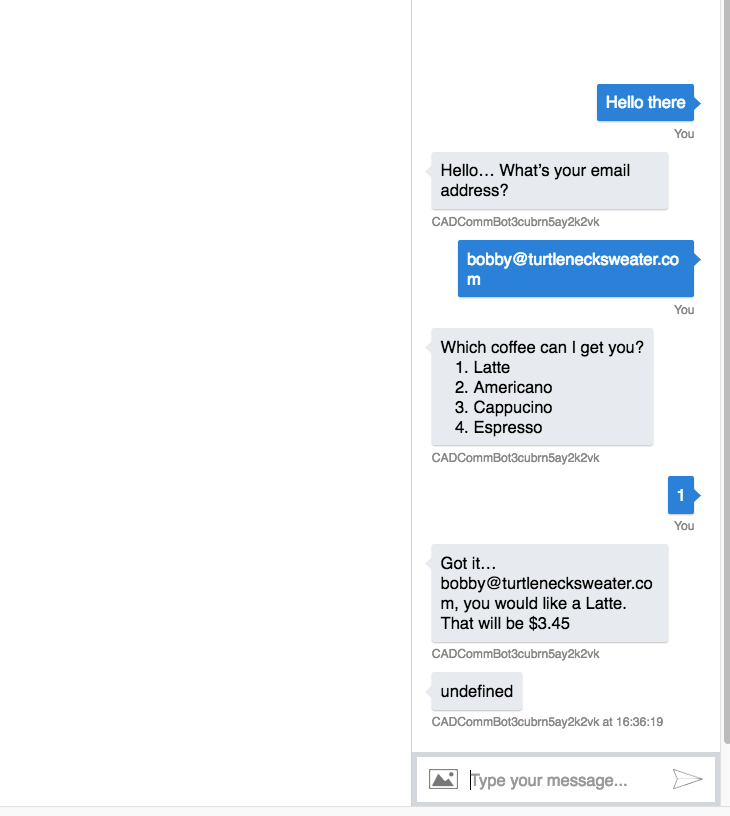 Hello there
You
Hello… What’s your email
address?
CADCommBot3cubrn5ay2k2vk
bobby@turtlenecksweater.co
m
You
Which coffee can I get you?
1. Latte
2. Americano
3. Cappucino
4. Espresso
CADCommBot3cubrn5ay2k2vk
1
You
Got it…
bobby@turtlenecksweater.co
m, you would like a Latte.
That will be $3.45
CADCommBot3cubrn5ay2k2vk
undefined
CADCommBot3cubrn5ay2k2vk at 16:36:19
Type your message...